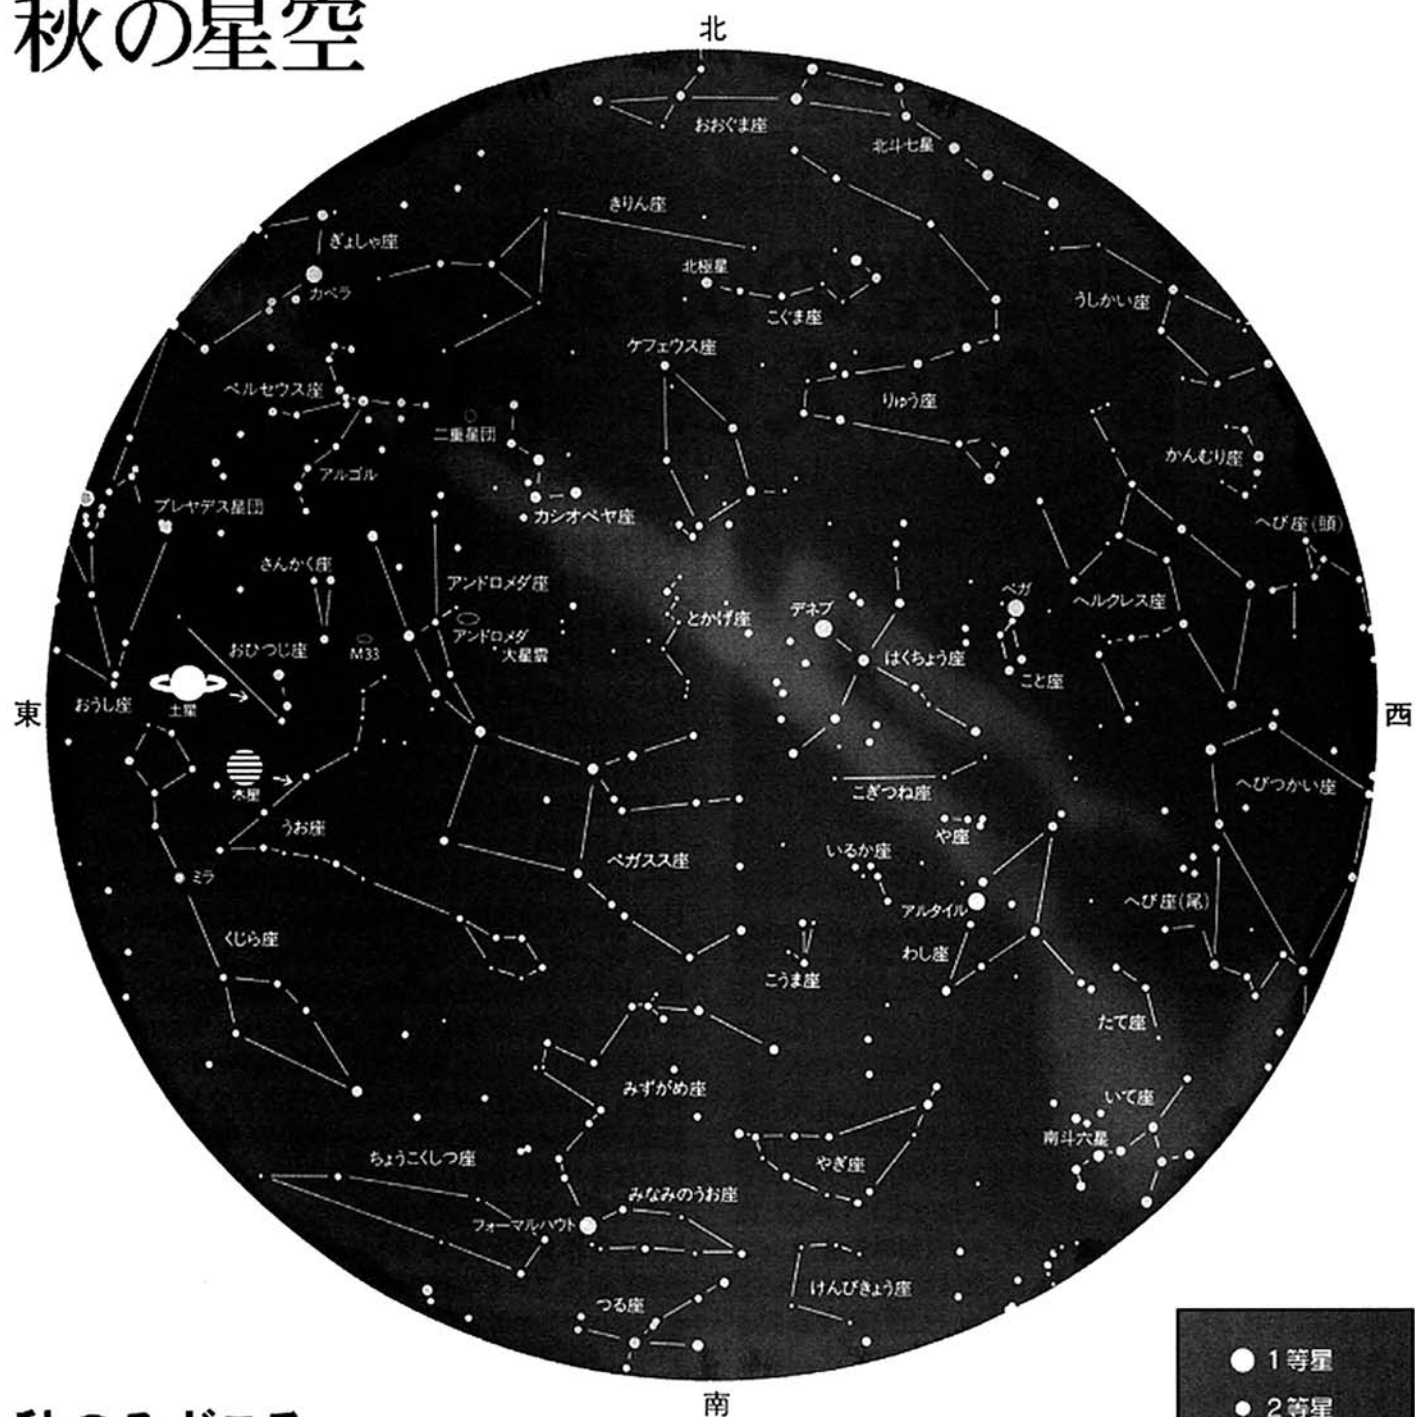 秋の星空
北
おおぐま座
北斗七星
きりん座
ぎょしゃ座
カペラ
北極星
こぐま座
うしかい座
ケフェウス座
ペルセウス座
りゅう座
二重星団
アルゴル
かんむり座
プレヤデス星団
カシオペヤ座
へび座(頭)
さんかく座
アンドロメダ座
ベガ
ヘルクレス座
デネブ
とかげ座
アンドロメダ
大星雲
M33
おひつじ座
はくちょう座
こと座
おうし座
土星
東
西
木星
こぎつね座
へびつかい座
うお座
や座
いるか座
ペガスス座
ミラ
アルタイル
へび座(尾)
くじら座
わし座
こうま座
たて座
みずがめ座
いて座
南斗六星
ちょうこくしつ座
やぎ座
みなみのうお座
フォーマルハウト
けんびきょう座
つる座
1等星
2等星
南